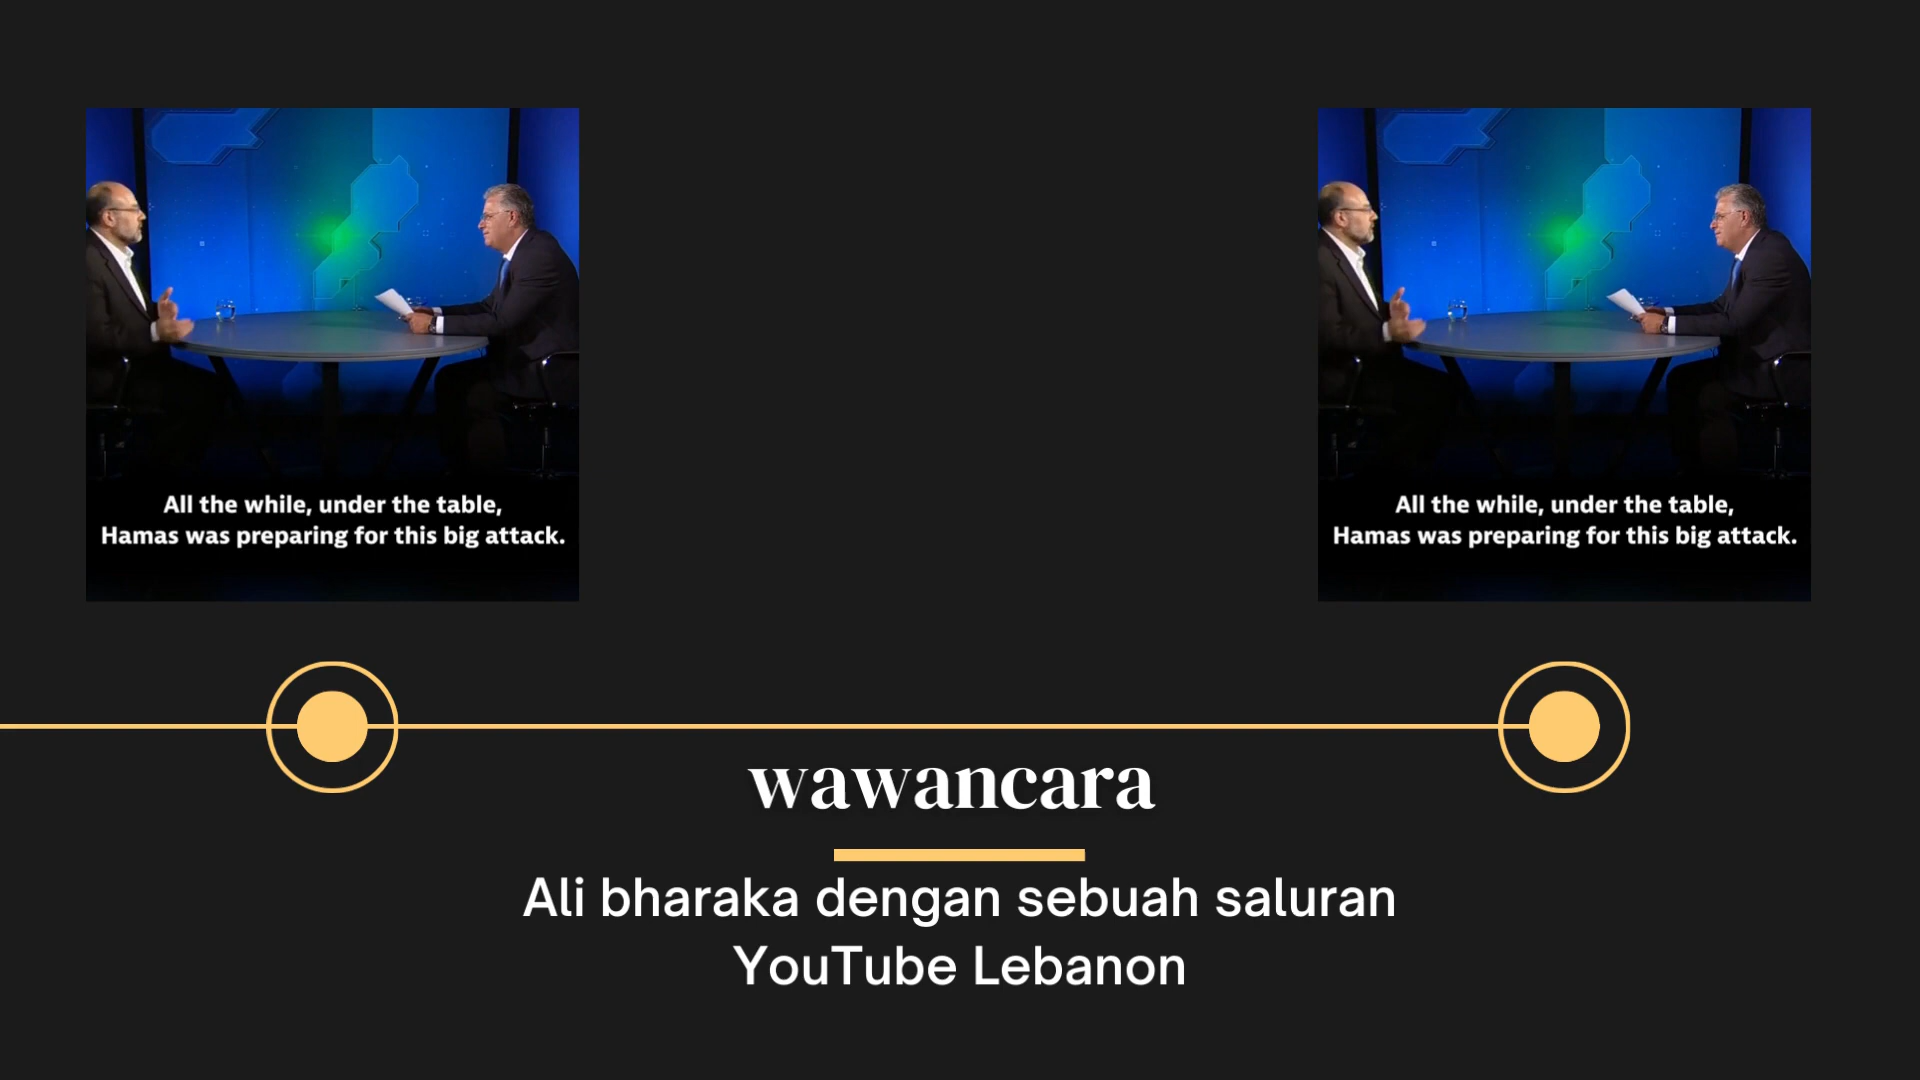 All the while, under the table,
Hamas was preparing for this big attack.
All the while, under the table,
Hamas was preparing for this big attack.
wawancara
Ali bharaka dengan sebuah saluran
YouTube Lebanon